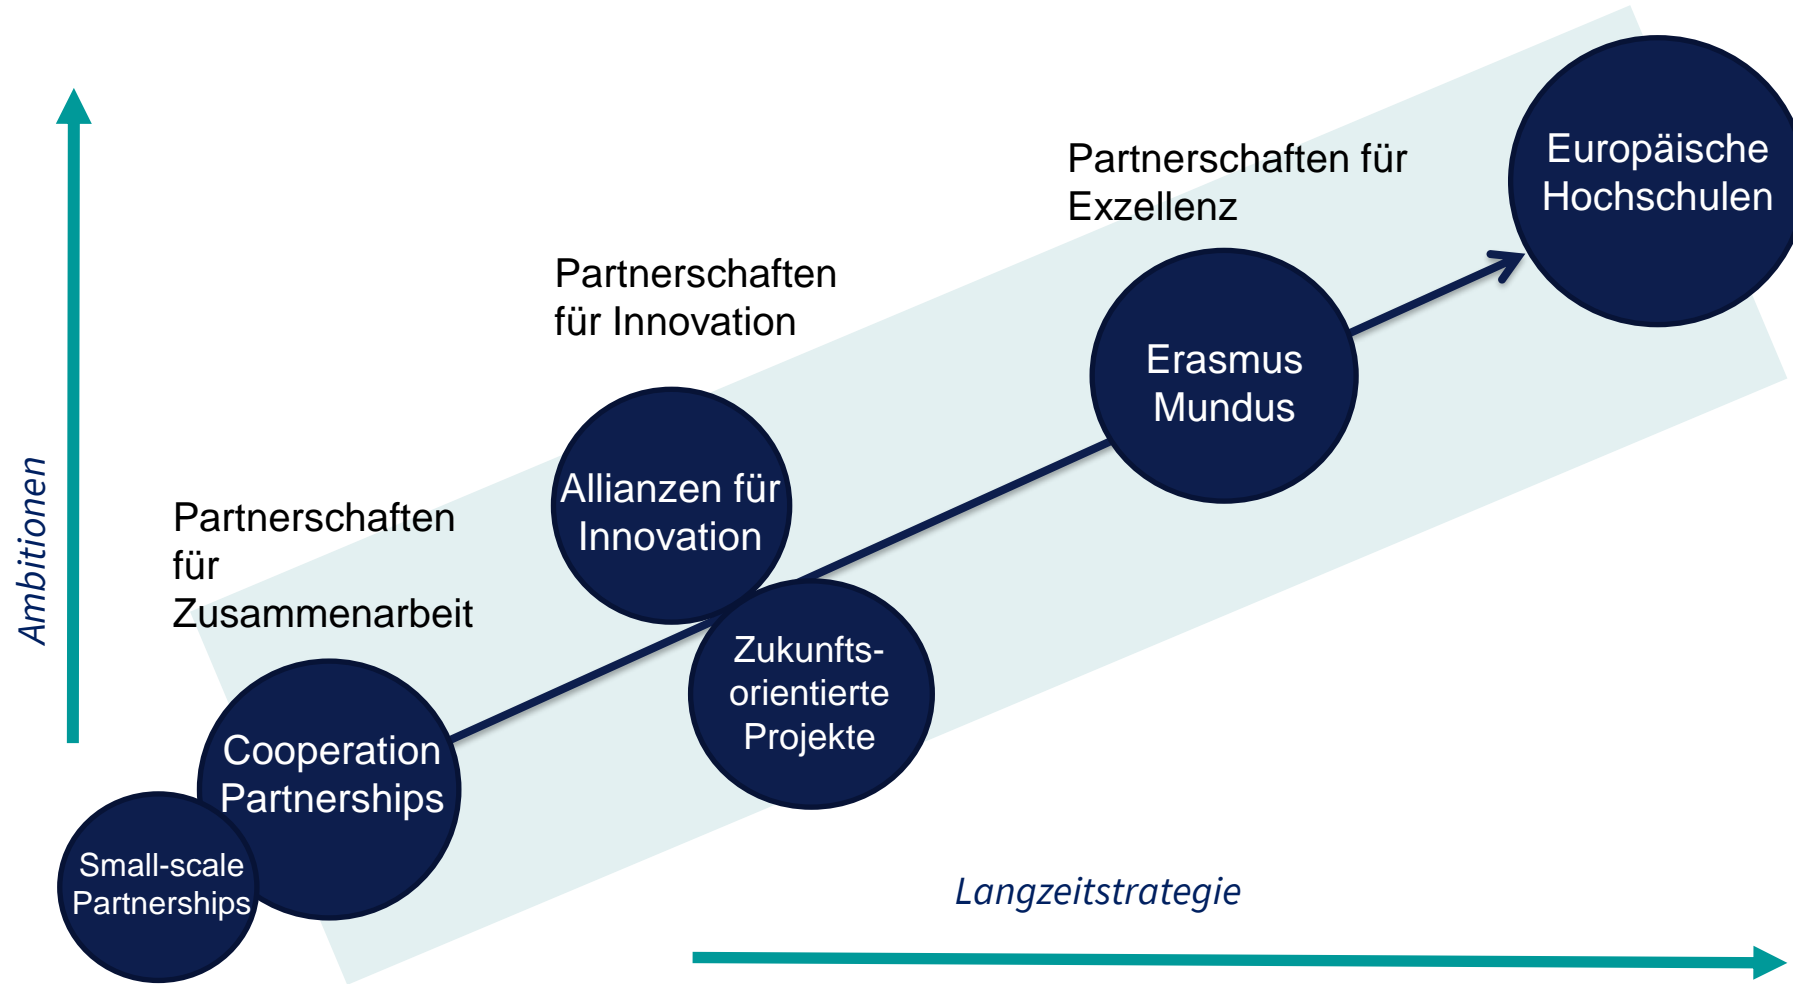 Europäische
Hochschulen
Partnerschaften für
Exzellenz
Erasmus
Mundus
Partnerschaften
für Innovation
Allianzen für
Innovation
Zukunfts-
orientierte
Projekte
Partnerschaften
für
Zusammenarbeit
Cooperation
Partnerships
Small-scale
Partnerships
Ambitionen
Langzeitstrategie